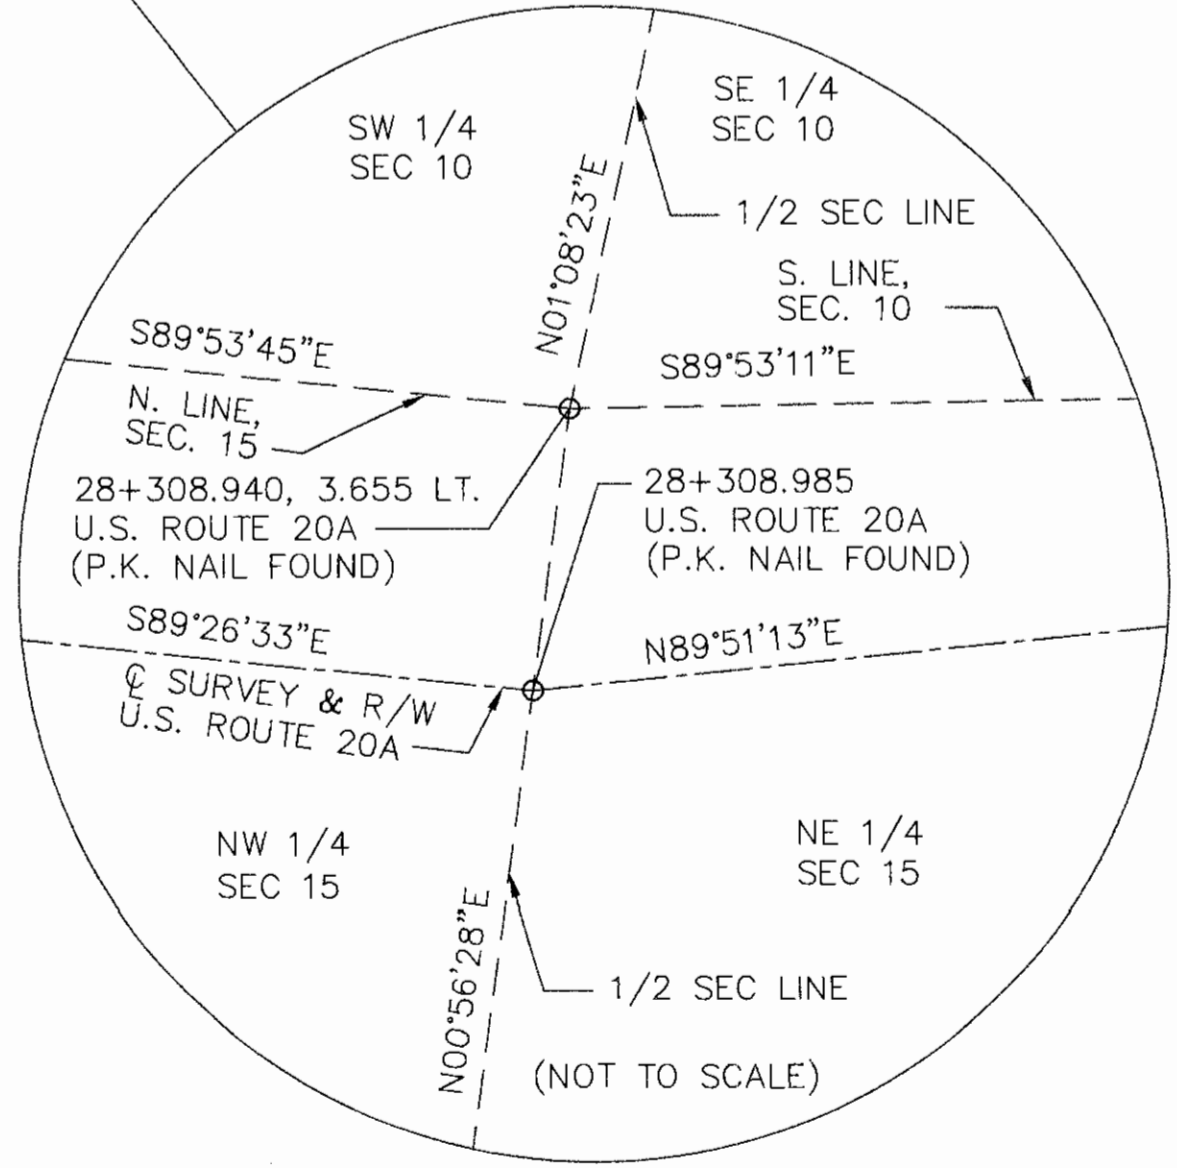 SW 1/4
SEC 10
SE 1/4
SEC 10
N01°08'23"E
1/2 SEC LINE
S. LINE,
SEC. 10
S89°53'45"E
S89°53'11"E
N. LINE,
SEC. 15
28+308.940, 3.655 LT.
U.S. ROUTE 20A
(P.K. NAIL FOUND)
28+308.985
U.S. ROUTE 20A
(P.K. NAIL FOUND)
S89°26'33"E
N89°51'13"E
℄ SURVEY & R/W
U.S. ROUTE 20A
NW 1/4
SEC 15
NE 1/4
SEC 15
N00°56'28"E
1/2 SEC LINE
(NOT TO SCALE)